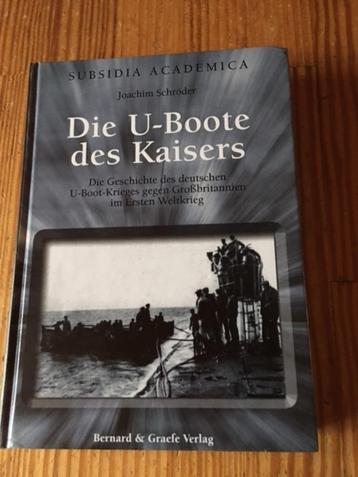 SUBSIDIA ACADEMICA
Joachim Schröder
Die U-Boote
des Kaisers
Die Geschichte des deutschen
U-Boot-Krieges gegen Großbritannien
im Ersten Weltkrieg
Bernard & Graefe Verlag